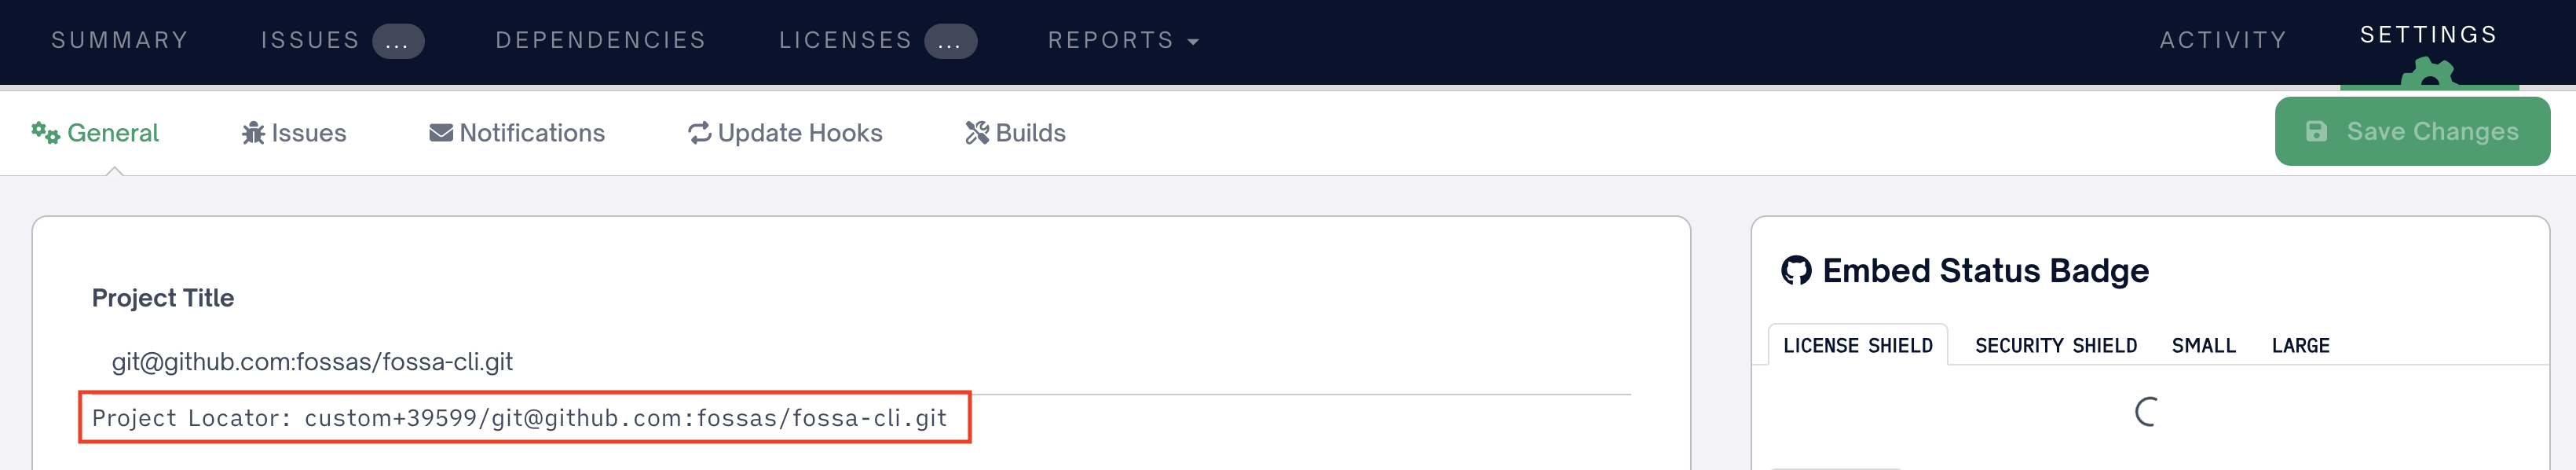 SUMMARY ISSUES ... DEPENDENCIES LICENSES ... REPORTS ACTIVITY SETTINGS
General Issues Notifications Update Hooks Builds Save Changes
Project Title
git@github.com:fossas/fossa-cli.git
Project Locator: custom+39599/git@github.com:fossas/fossa-cli.git
Embed Status Badge
LICENSE SHIELD SECURITY SHIELD SMALL LARGE